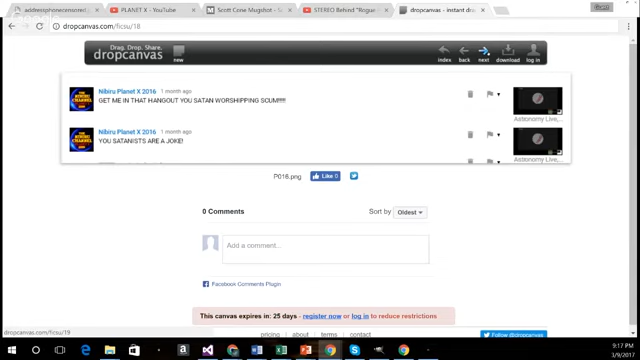 addressphonecensored.
PLANET X - YouTube
Scott Cone Mugshot - S
STEREO Behind "Rogue
dropcanvas - instant dro
dropcanvas.com/ficsu/18
Drag. Drop. Share.
dropcanvas
new
index
back
next
download
log in
Nibiru Planet X 2016 1 month ago
GET ME IN THAT HANGOUT YOU SATAN WORSHIPPING SCUM!!!!!
Astronomy Live,...
Nibiru Planet X 2016 1 month ago
YOU SATANISTS ARE A JOKE!
Astronomy Live,...
P016.png
Like 0
0 Comments
Sort by
Oldest
Add a comment...
Facebook Comments Plugin
This canvas expires in: 25 days - register now or log in to reduce restrictions
pricing | about | terms | contact
Follow @dropcanvas
dropcanvas.com/ficsu/19
9:17 PM
3/9/2017